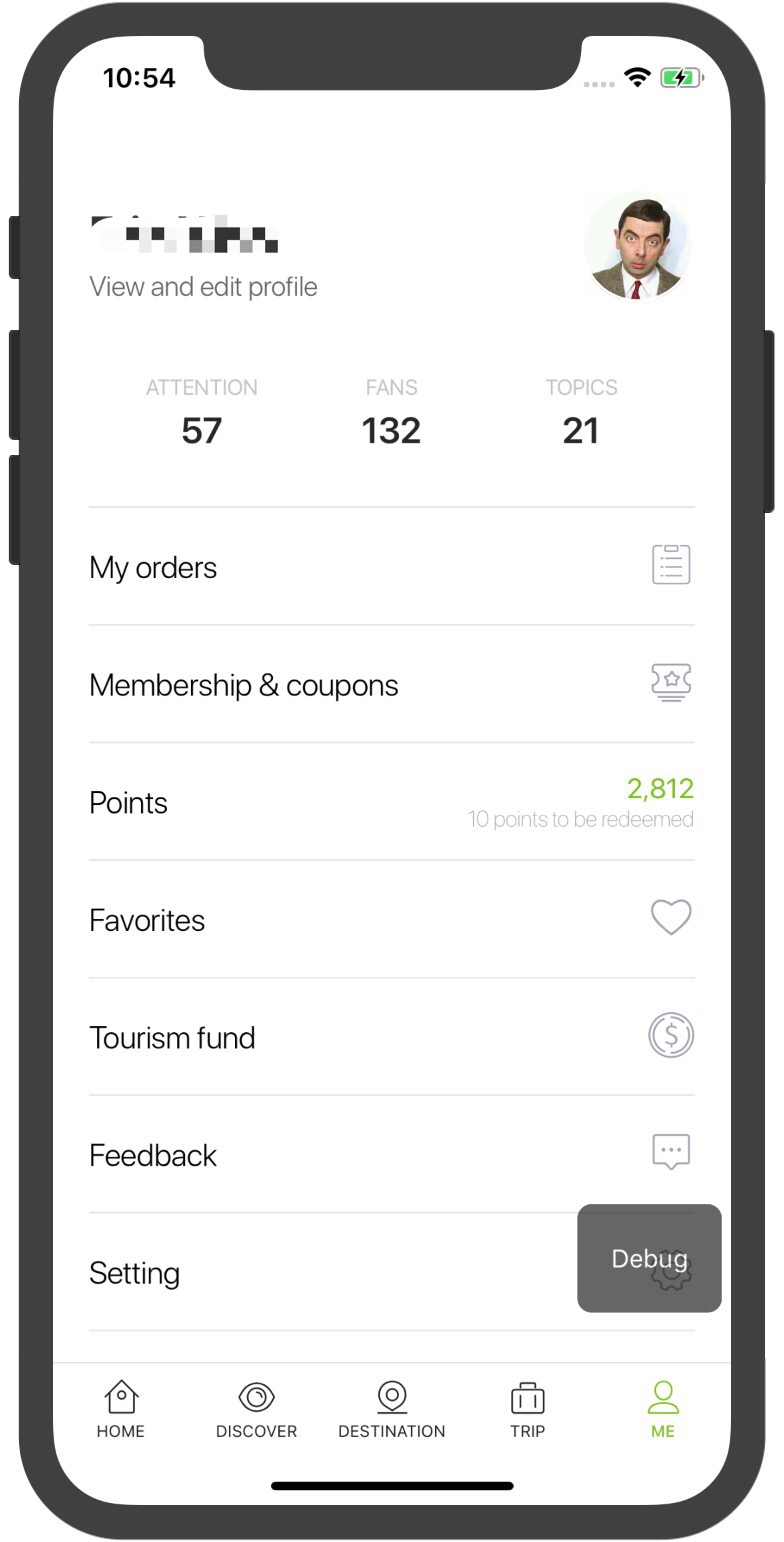 10:54
View and edit profile
ATTENTION FANS TOPICS
57 132 21
My orders
Membership & coupons
Points
2,812
10 points to be redeemed
Favorites
Tourism fund
Feedback
Setting
Debug
HOME DISCOVER DESTINATION TRIP ME